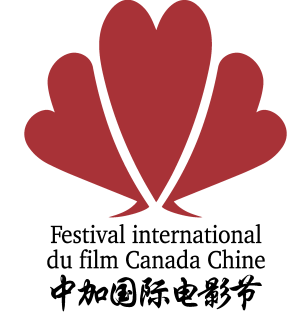 Festival international
du film Canada Chine
中加国际电影节